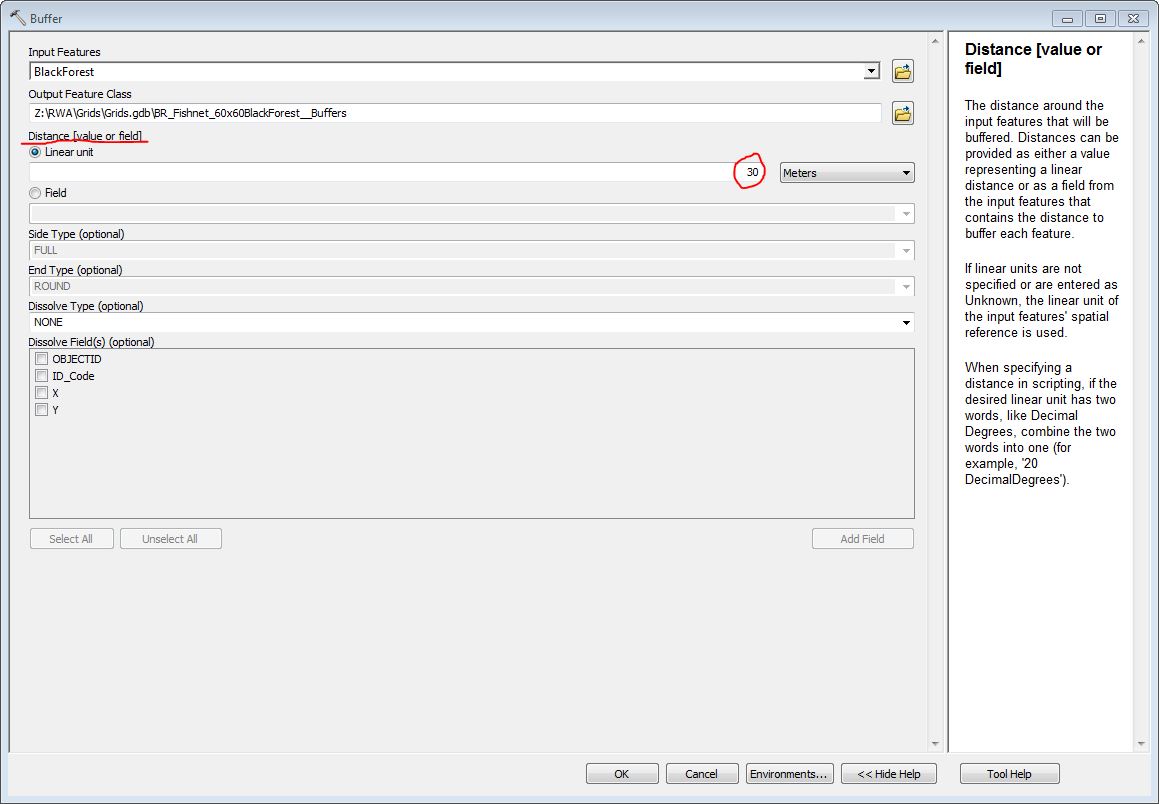 Buffer
Input Features
BlackForest
Output Feature Class
Z:\RWA\Grids\Grids.gdb\BR_Fishnet_60x60BlackForest__Buffers
Distance [value or field]
Linear unit
30 Meters
Field
Side Type (optional)
FULL
End Type (optional)
ROUND
Dissolve Type (optional)
NONE
Dissolve Field(s) (optional)
OBJECTID
ID_Code
X
Y
Select All Unselect All Add Field
OK Cancel Environments... << Hide Help Tool Help
Distance [value or
field]
The distance around the
input features that will be
buffered. Distances can be
provided as either a value
representing a linear
distance or as a field from
the input features that
contains the distance to
buffer each feature.
If linear units are not
specified or are entered as
Unknown, the linear unit of
the input features' spatial
reference is used.
When specifying a
distance in scripting, if the
desired linear unit has two
words, like Decimal
Degrees, combine the two
words into one (for
example, '20
DecimalDegrees').